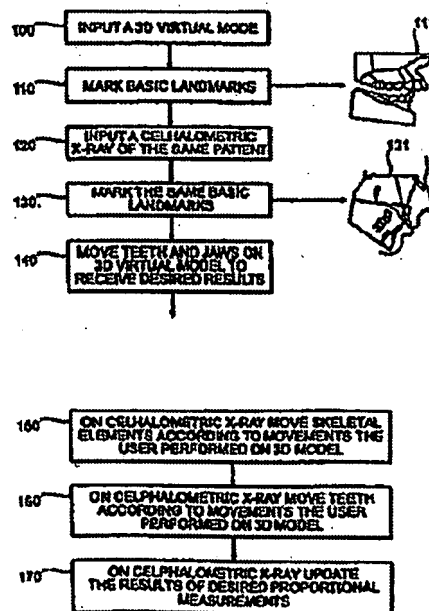 100 INPUT A 3D VIRTUAL MODE
110 MARK BASIC LANDMARKS
120 INPUT A CELHALOMETRIC
X-RAY OF THE SAME PATIENT
130. MARK THE SAME BASIC
LANDMARKS
131
140 MOVE TEETH AND JAWS ON
3D VIRTUAL MODEL TO
RECEIVE DESIRED RESULTS
ON CELHALOMETRIC X-RAY MOVE SKELETAL
ELEMENTS ACCORDING TO MOVEMENTS THE
USER PERFORMED ON 3D MODEL
160 ON CELPHALOMETRIC X-RAY MOVE TEETH
ACCORDING TO MOVEMENTS THE USER
PERFORMED ON 3D MODEL
170 ON CELPHALOMETRIC X-RAY UPDATE
THE RESULTS OF DESIRED PROPORTIONAL
MEASUREMENTS